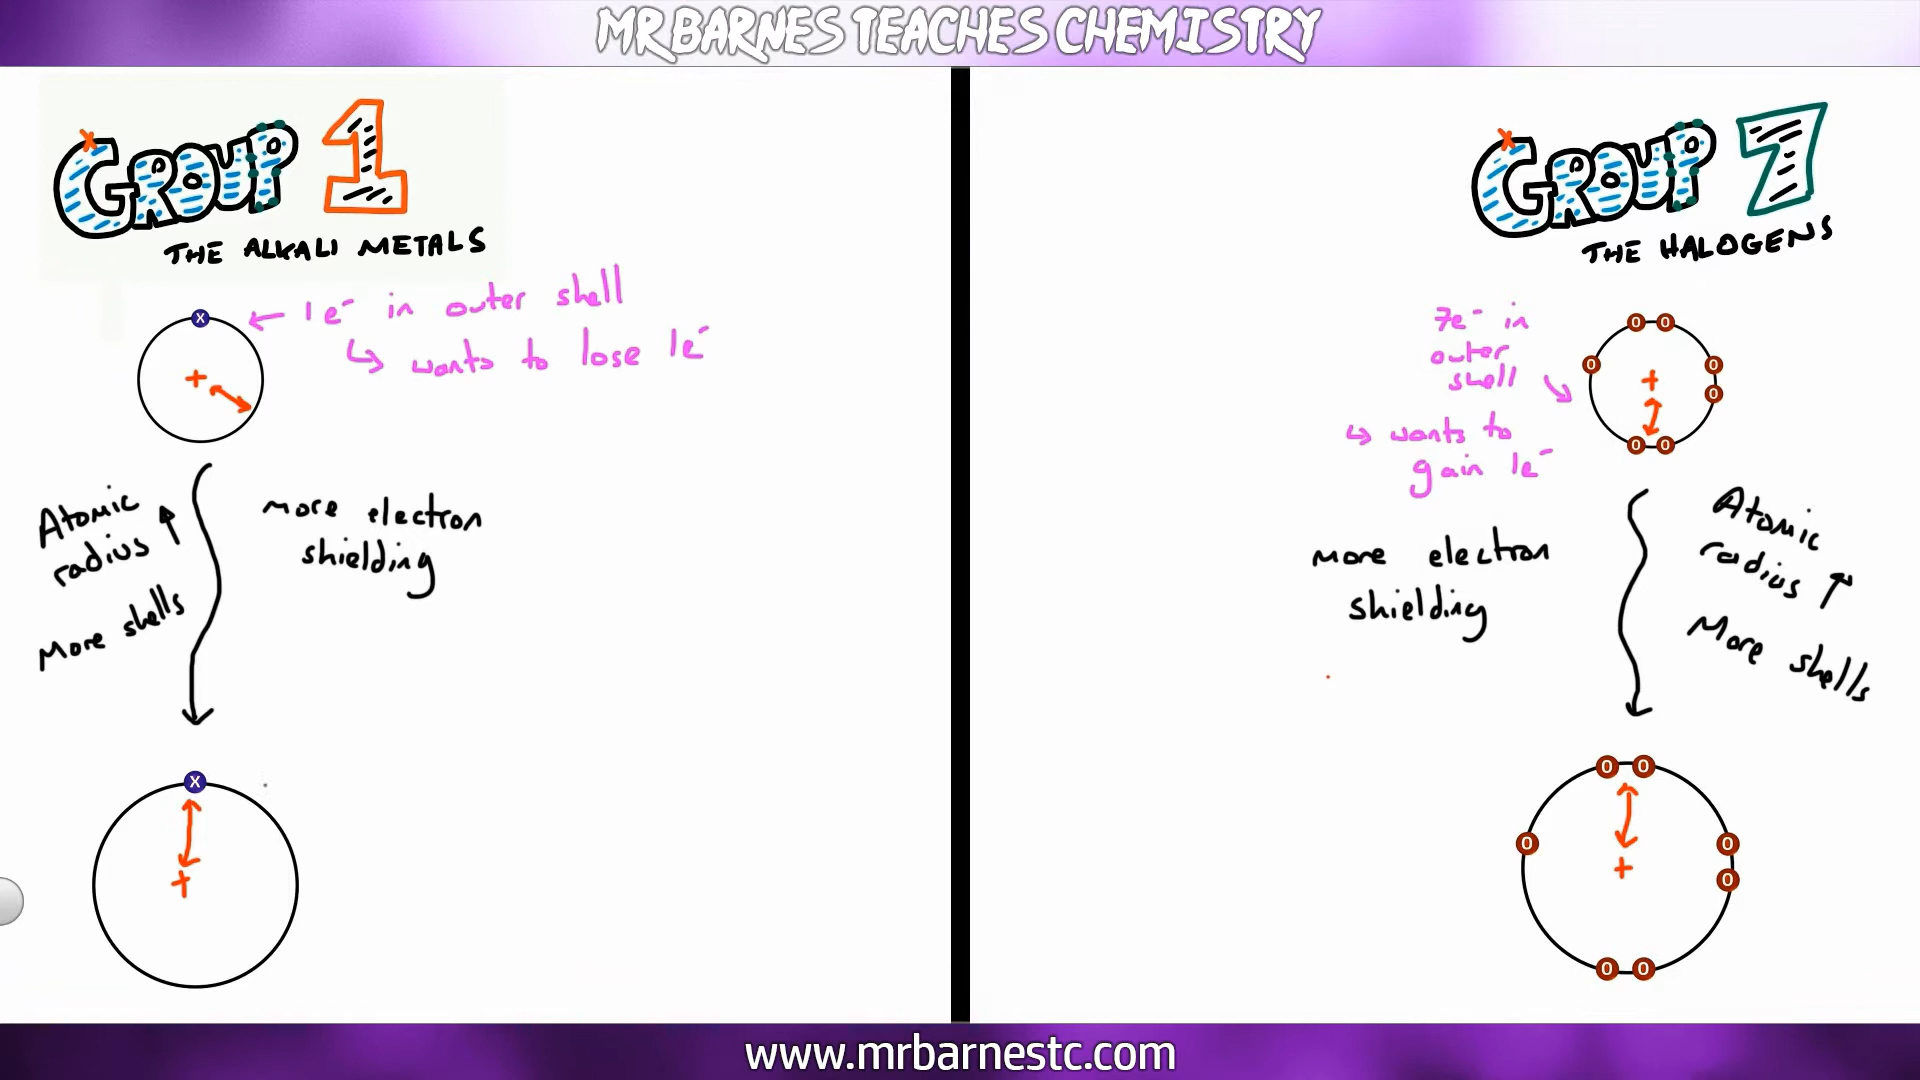 MR BARNES TEACHES CHEMISTRY
GROUP 1
THE ALKALI METALS
x
+
← 1e⁻ in outer shell
↳ wants to lose 1e⁻
Atomic
radius ↑
More shells
more electron
shielding
x
+
GROUP 7
THE HALOGENS
7e⁻ in
outer
shell
↳ wants to
gain 1e⁻
O O
O O
+
O
O O
more electron
shielding
Atomic
radius ↑
More shells
O O
O O
+
O
O O
www.mrbarnestc.com